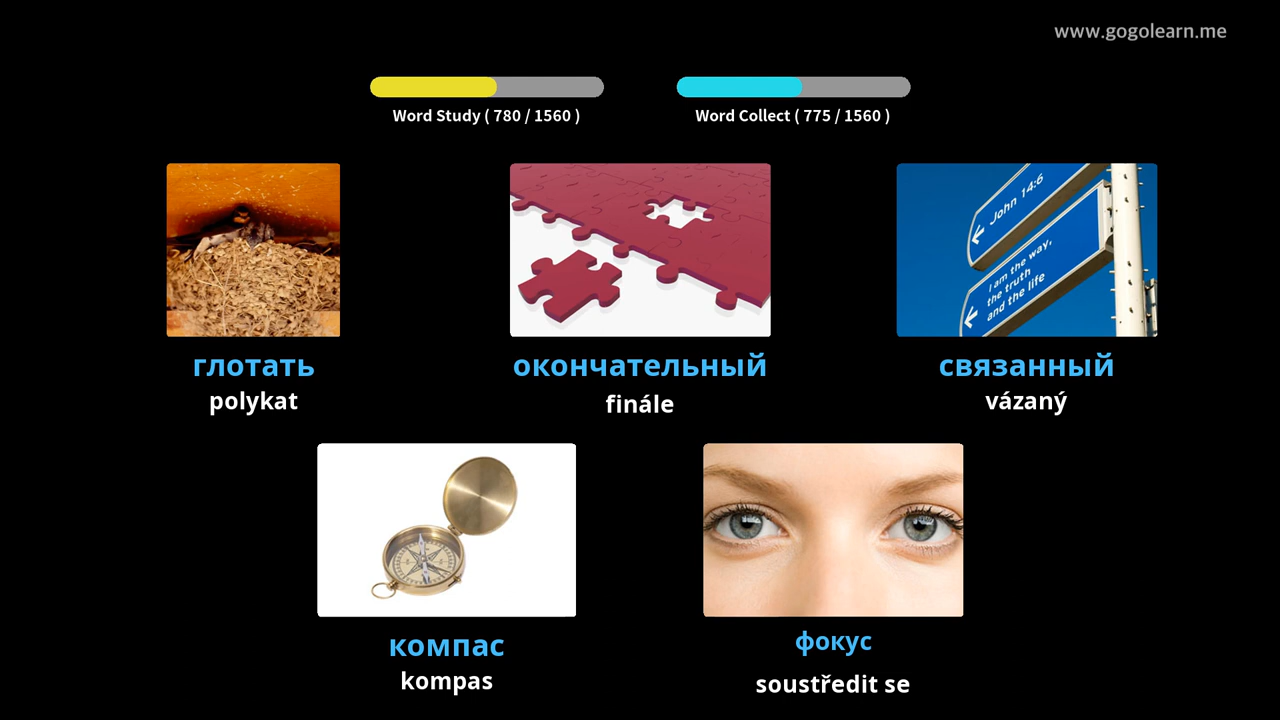 www.gogolearn.me
Word Study ( 780 / 1560 )
Word Collect ( 775 / 1560 )
John 14:6
I am the way,
the truth
and the life
глотать
polykat
окончательный
finále
связанный
vázaný
компас
kompas
фокус
soustředit se